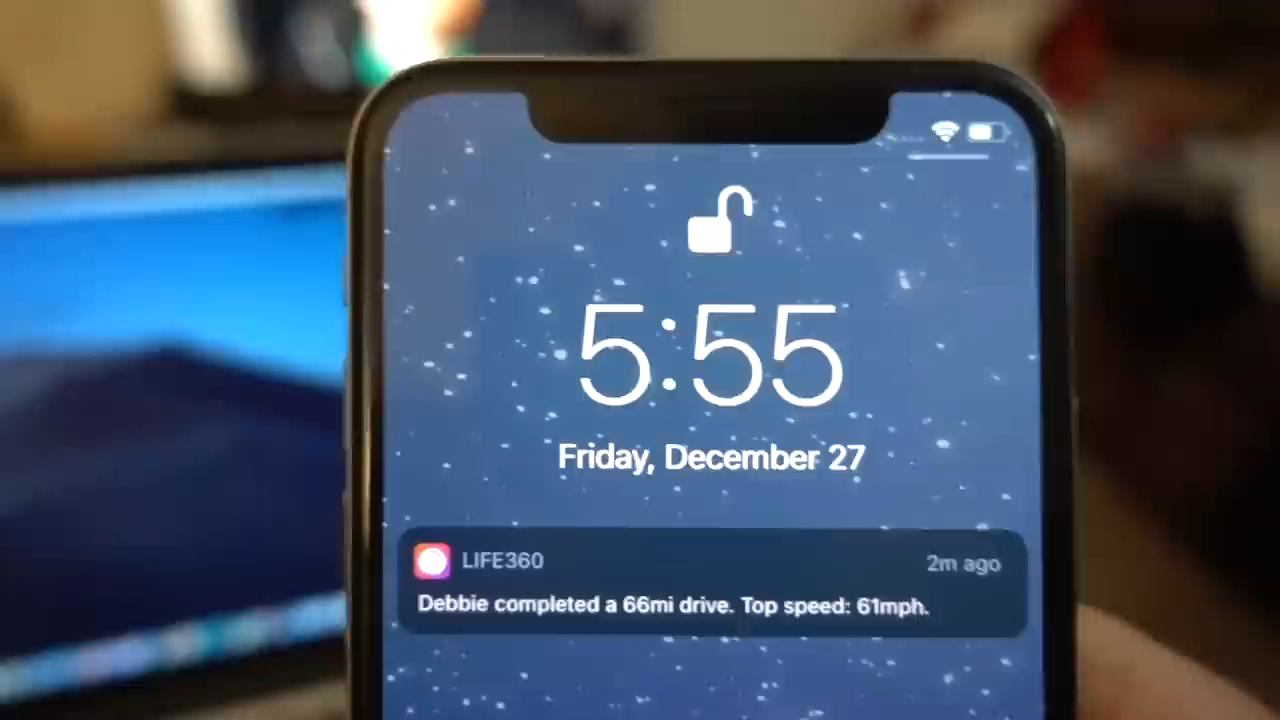 5:55
Friday, December 27
LIFE360 2m ago
Debbie completed a 66mi drive. Top speed: 61mph.